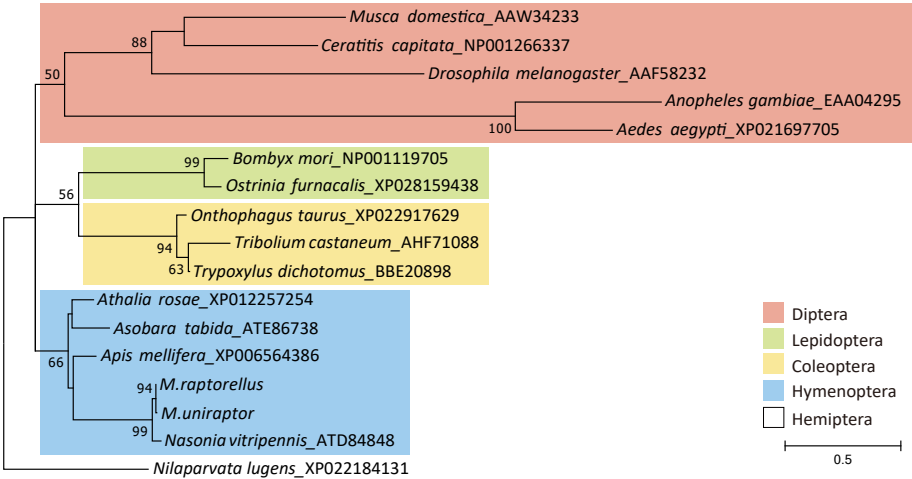 Musca domestica_AAW34233
88
Ceratitis capitata_NP001266337
50
Drosophila melanogaster_AAF58232
Anopheles gambiae_EAA04295
100
Aedes aegypti_XP021697705
99
Bombyx mori_NP001119705
Ostrinia furnacalis_XP028159438
56
Onthophagus taurus_XP022917629
94
Tribolium castaneum_AHF71088
63
Trypoxylus dichotomus_BBE20898
Athalia rosae_XP012257254
Asobara tabida_ATE86738
66
Apis mellifera_XP006564386
94
M.raptorellus
M.uniraptor
99
Nasonia vitripennis_ATD84848
Nilaparvata lugens_XP022184131
Diptera
Lepidoptera
Coleoptera
Hymenoptera
Hemiptera
0.5